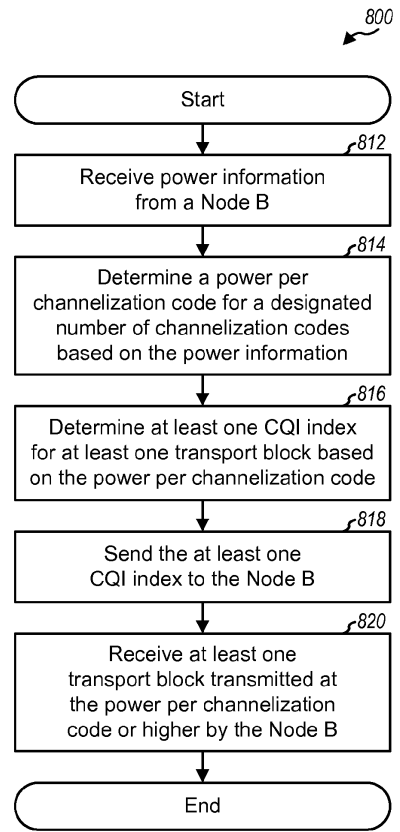 800
Start
812
Receive power information
from a Node B
814
Determine a power per
channelization code for a designated
number of channelization codes
based on the power information
816
Determine at least one CQI index
for at least one transport block based
on the power per channelization code
818
Send the at least one
CQI index to the Node B
820
Receive at least one
transport block transmitted at
the power per channelization
code or higher by the Node B
End